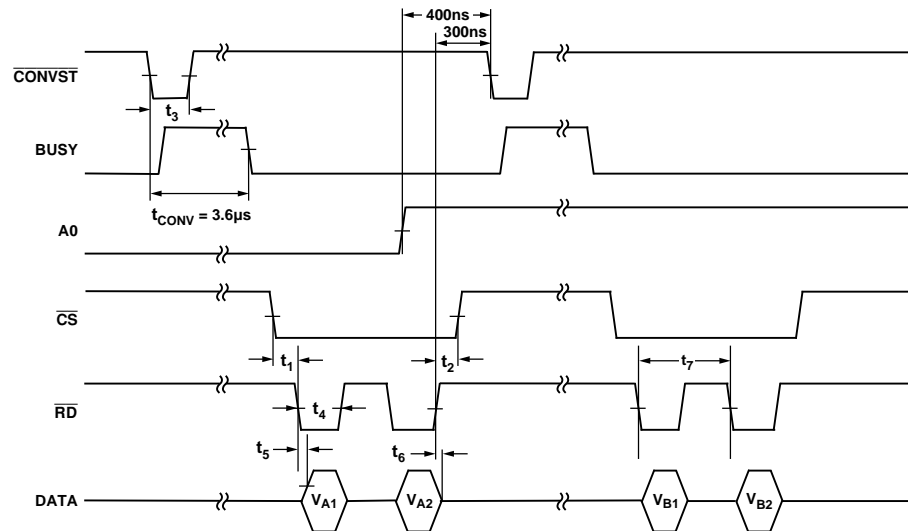 400ns
300ns
CONVST
t3
BUSY
tCONV = 3.6µs
A0
CS
t1
t2
t7
RD
t4
t5
t6
DATA
VA1
VA2
VB1
VB2